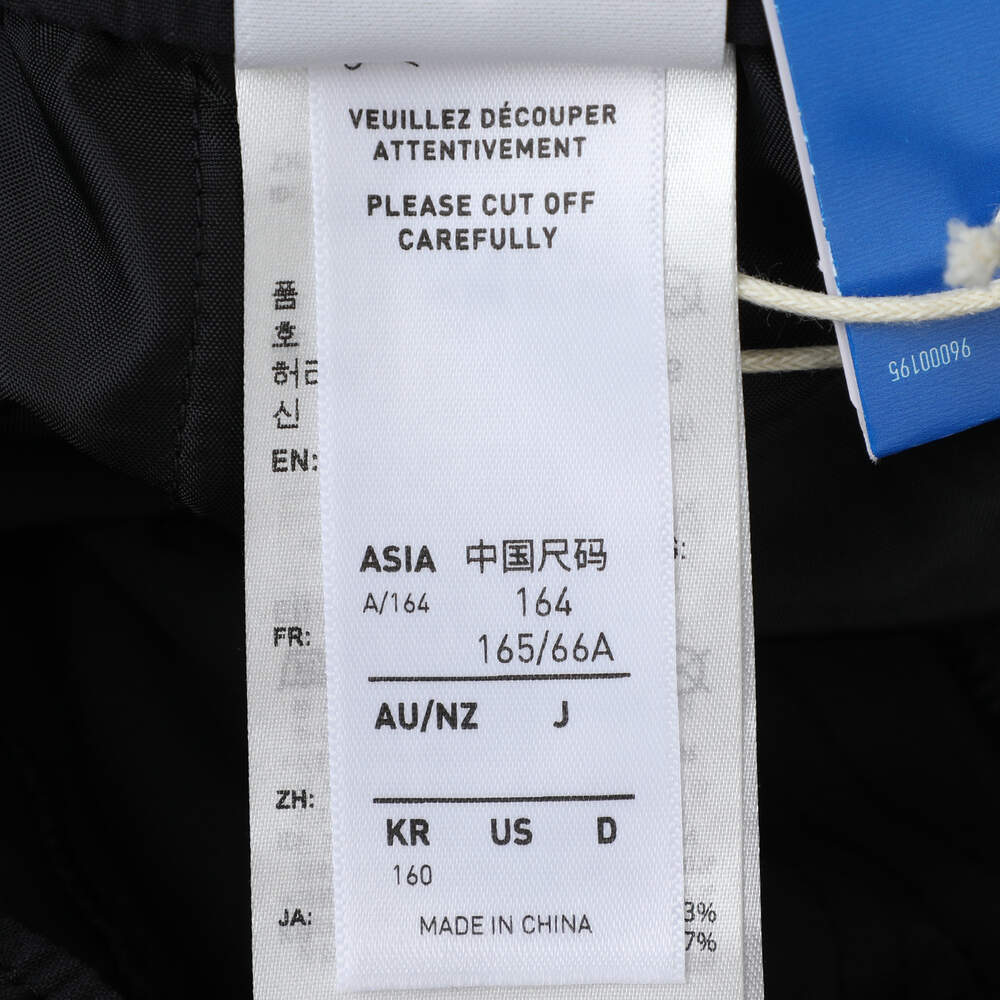 VEUILLEZ DÉCOUPER
ATTENTIVEMENT
PLEASE CUT OFF
CAREFULLY
품
호
허
신
EN:
96000195
ASIA 中国尺码
A/164 164
165/66A
FR:
AU/NZ J
ZH:
KR US D
160
JA:
MADE IN CHINA
3%
7%